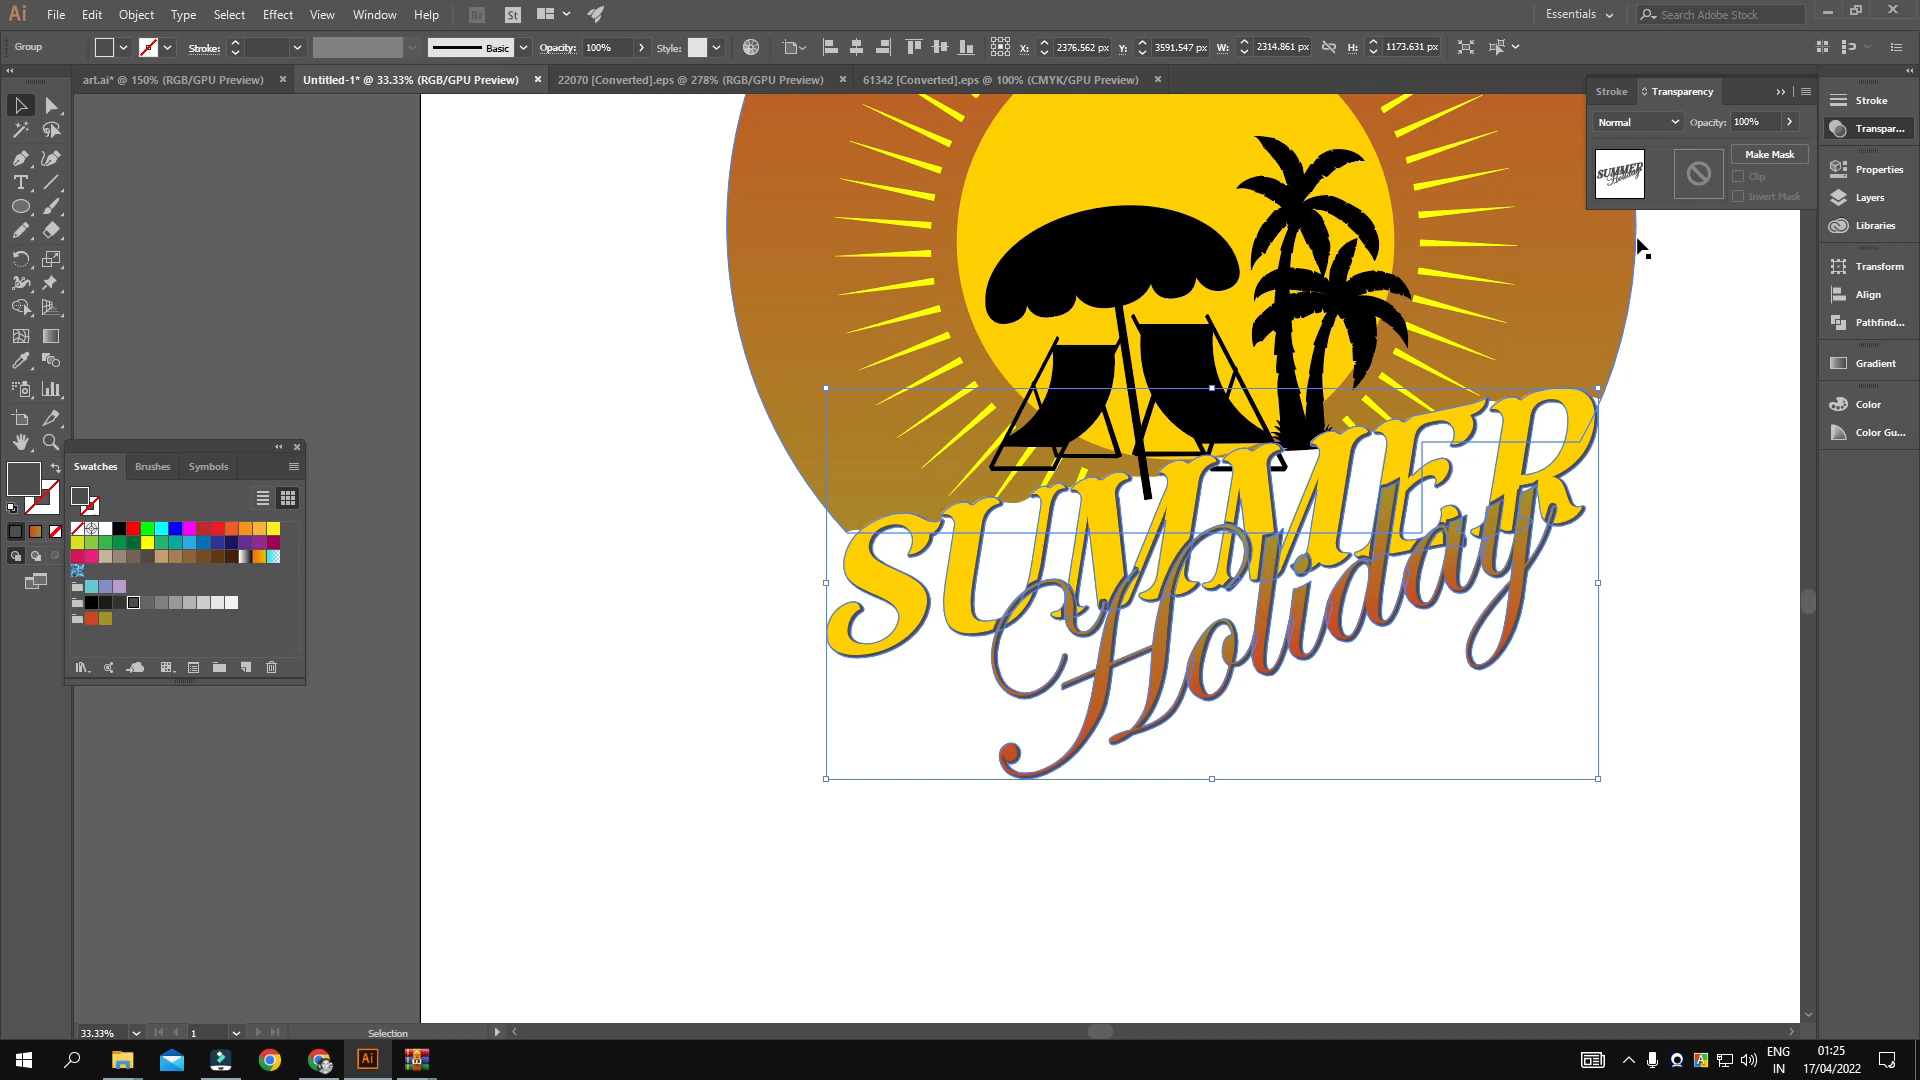 Ai File Edit Object Type Select Effect View Window Help Br St Essentials Search Adobe Stock
Group Stroke: Basic Opacity: 100% Style: X: 2376.562 px Y: 3591.547 px W: 2314.861 px H: 1173.631 px
art.ai* @ 150% (RGB/GPU Preview) × Untitled-1* @ 33.33% (RGB/GPU Preview) × 22070 [Converted].eps @ 278% (RGB/GPU Preview) × 61342 [Converted].eps @ 100% (CMYK/GPU Preview) ×
Stroke Transparency
Normal Opacity: 100%
Make Mask
Clip
Invert Mask
SUMMER
Holiday
Stroke
Transpar...
Properties
Layers
Libraries
Transform
Align
Pathfind...
Gradient
Color
Color Gu...
Swatches Brushes Symbols
SUMMER
Holiday
33.33% 1 Selection
Ai
ENG
IN
01:25
17/04/2022